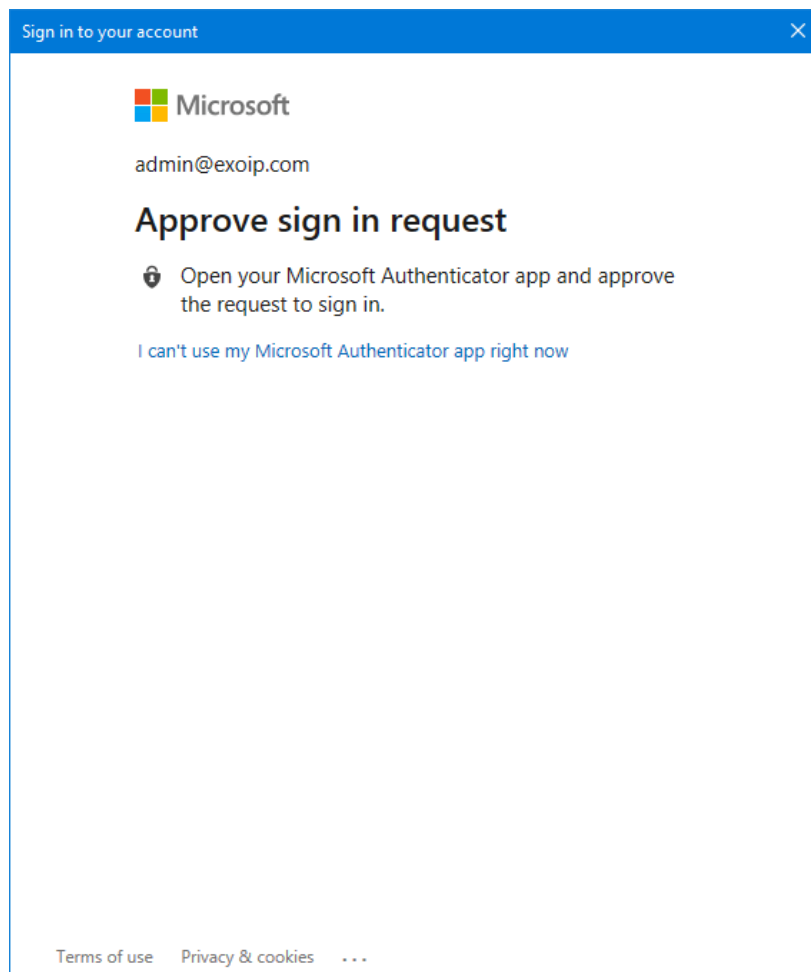 Sign in to your account
Microsoft
admin@exoip.com
Approve sign in request
Open your Microsoft Authenticator app and approve
the request to sign in.
I can't use my Microsoft Authenticator app right now
Terms of use Privacy & cookies ...